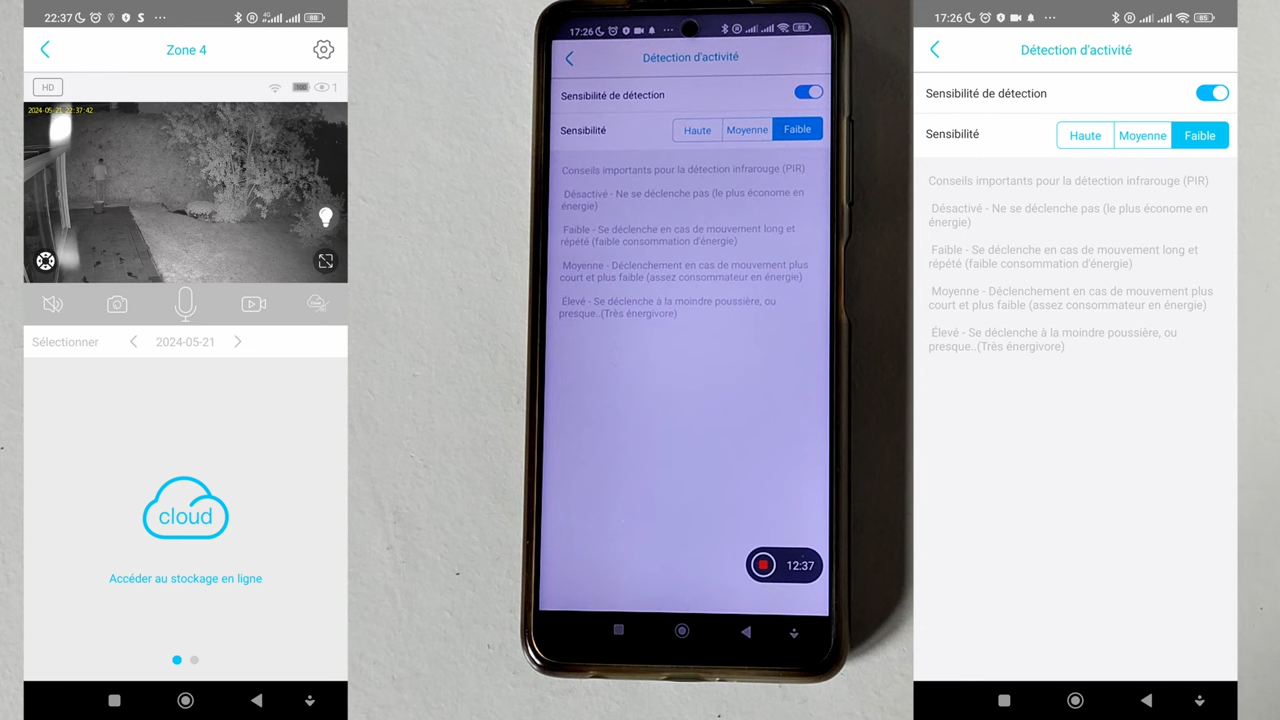 22:37
4G
88
Zone 4
HD
100
1
2024-05-21 22:37:42
Sélectionner
2024-05-21
cloud
Accéder au stockage en ligne
17:26
85
Détection d'activité
Sensibilité de détection
Sensibilité
Haute
Moyenne
Faible
Conseils importants pour la détection infrarouge (PIR)
Désactivé - Ne se déclenche pas (le plus économe en
énergie)
Faible - Se déclenche en cas de mouvement long et
répété (faible consommation d'énergie)
Moyenne - Déclenchement en cas de mouvement plus
court et plus faible (assez consommateur en énergie)
Élevé - Se déclenche à la moindre poussière, ou
presque..(Très énergivore)
12:37
17:26
85
Détection d'activité
Sensibilité de détection
Sensibilité
Haute
Moyenne
Faible
Conseils importants pour la détection infrarouge (PIR)
Désactivé - Ne se déclenche pas (le plus économe en
énergie)
Faible - Se déclenche en cas de mouvement long et
répété (faible consommation d'énergie)
Moyenne - Déclenchement en cas de mouvement plus
court et plus faible (assez consommateur en énergie)
Élevé - Se déclenche à la moindre poussière, ou
presque..(Très énergivore)